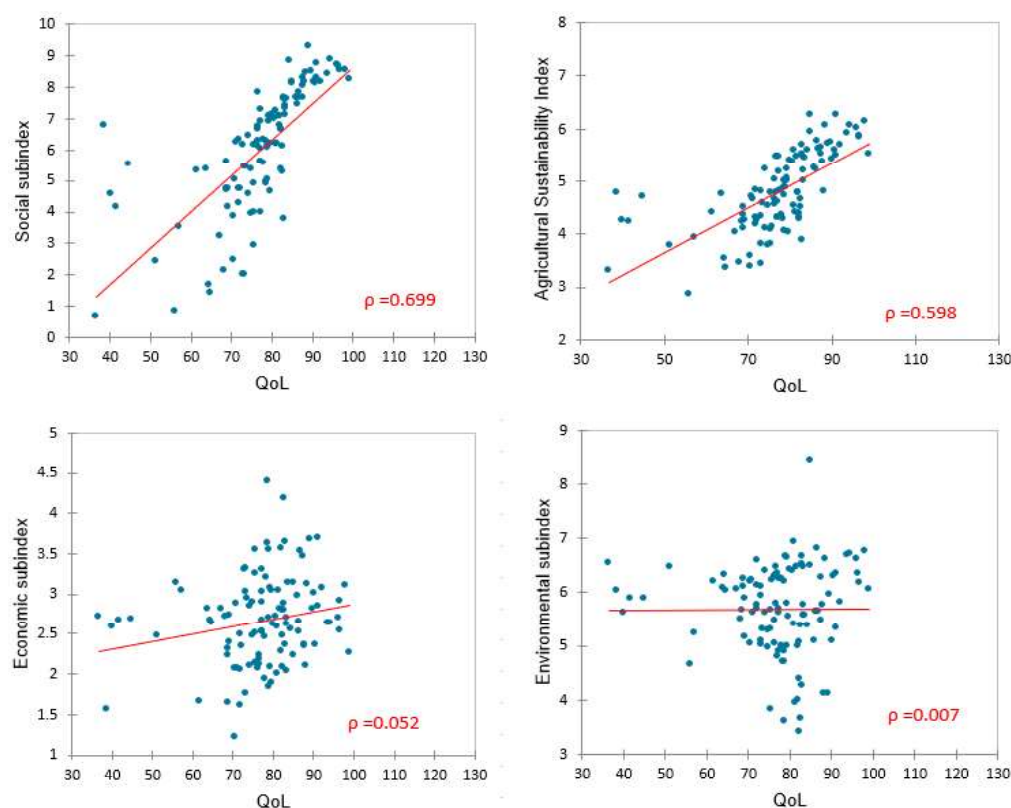 10
9
8
7
6
5
4
3
2
1
0
30 40 50 60 70 80 90 100 110 120 130
Social subindex
QoL
ρ =0.699
8
7
6
5
4
3
2
30 50 70 90 110 130
Agricultural Sustainability Index
QoL
ρ =0.598
5
4.5
4
3.5
3
2.5
2
1.5
1
30 40 50 60 70 80 90 100 110 120 130
Economic subindex
QoL
ρ =0.052
9
8
7
6
5
4
3
30 40 50 60 70 80 90 100 110 120 130
Environmental subindex
QoL
ρ =0.007